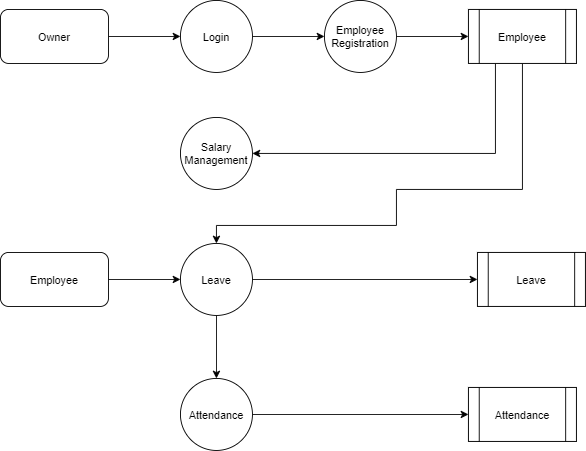 Owner
Login
Employee
Registration
Employee
Salary
Management
Employee
Leave
Leave
Attendance
Attendance